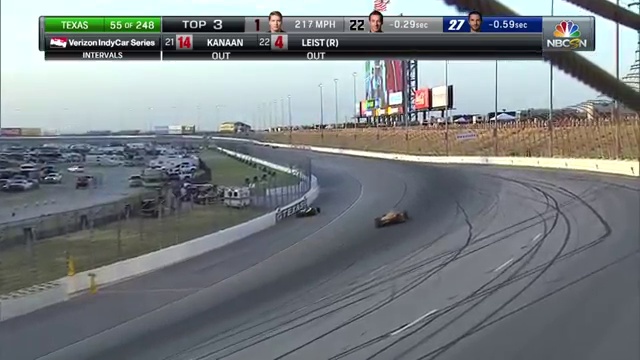 TEXAS 55 OF 248 TOP 3 1 217 MPH 22 -0.29sec 27 -0.59sec
Verizon IndyCar Series 21 14 KANAAN 22 4 LEIST (R)
INTERVALS OUT OUT
NBCSN
TEXAS